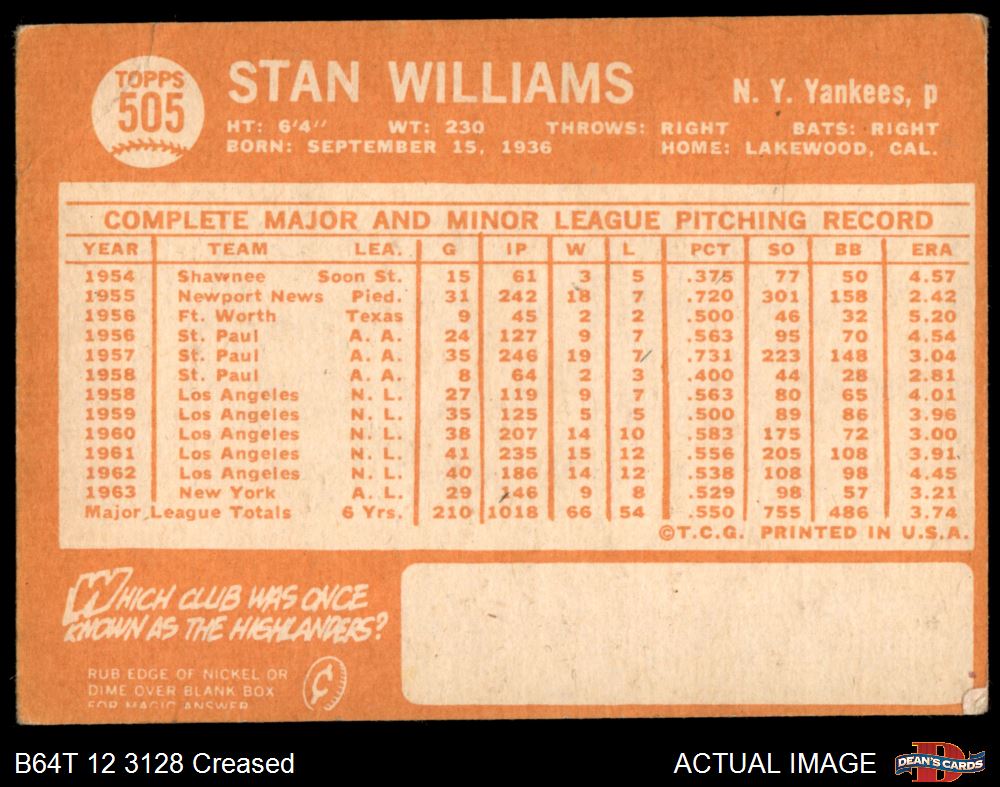 TOPPS
505
STAN WILLIAMS
N. Y. Yankees, p
HT: 6'4" WT: 230 THROWS: RIGHT BATS: RIGHT
BORN: SEPTEMBER 15, 1936 HOME: LAKEWOOD, CAL.
COMPLETE MAJOR AND MINOR LEAGUE PITCHING RECORD
YEAR TEAM LEA. G IP W L PCT SO BB ERA
1954 Shawnee Soon St. 15 61 3 5 .375 77 50 4.57
1955 Newport News Pied. 31 242 18 7 .720 301 158 2.42
1956 Ft. Worth Texas 9 45 2 2 .500 46 32 5.20
1956 St. Paul A. A. 24 127 9 7 .563 95 70 4.54
1957 St. Paul A. A. 35 246 19 7 .731 223 148 3.04
1958 St. Paul A. A. 8 64 2 3 .400 44 28 2.81
1958 Los Angeles N. L. 27 119 9 7 .563 80 65 4.01
1959 Los Angeles N. L. 35 125 5 5 .500 89 86 3.96
1960 Los Angeles N. L. 38 207 14 10 .583 175 72 3.00
1961 Los Angeles N. L. 41 235 15 12 .556 205 108 3.91
1962 Los Angeles N. L. 40 186 14 12 .538 108 98 4.45
1963 New York A. L. 29 146 9 8 .529 98 57 3.21
Major League Totals 6 Yrs. 210 1018 66 54 .550 755 486 3.74
©T.C.G. PRINTED IN U.S.A.
WHICH CLUB WAS ONCE
KNOWN AS THE HIGHLANDERS?
RUB EDGE OF NICKEL OR
DIME OVER BLANK BOX
FOR MAGIC ANSWER
¢
B64T 12 3128 Creased
ACTUAL IMAGE
DEAN'S CARDS